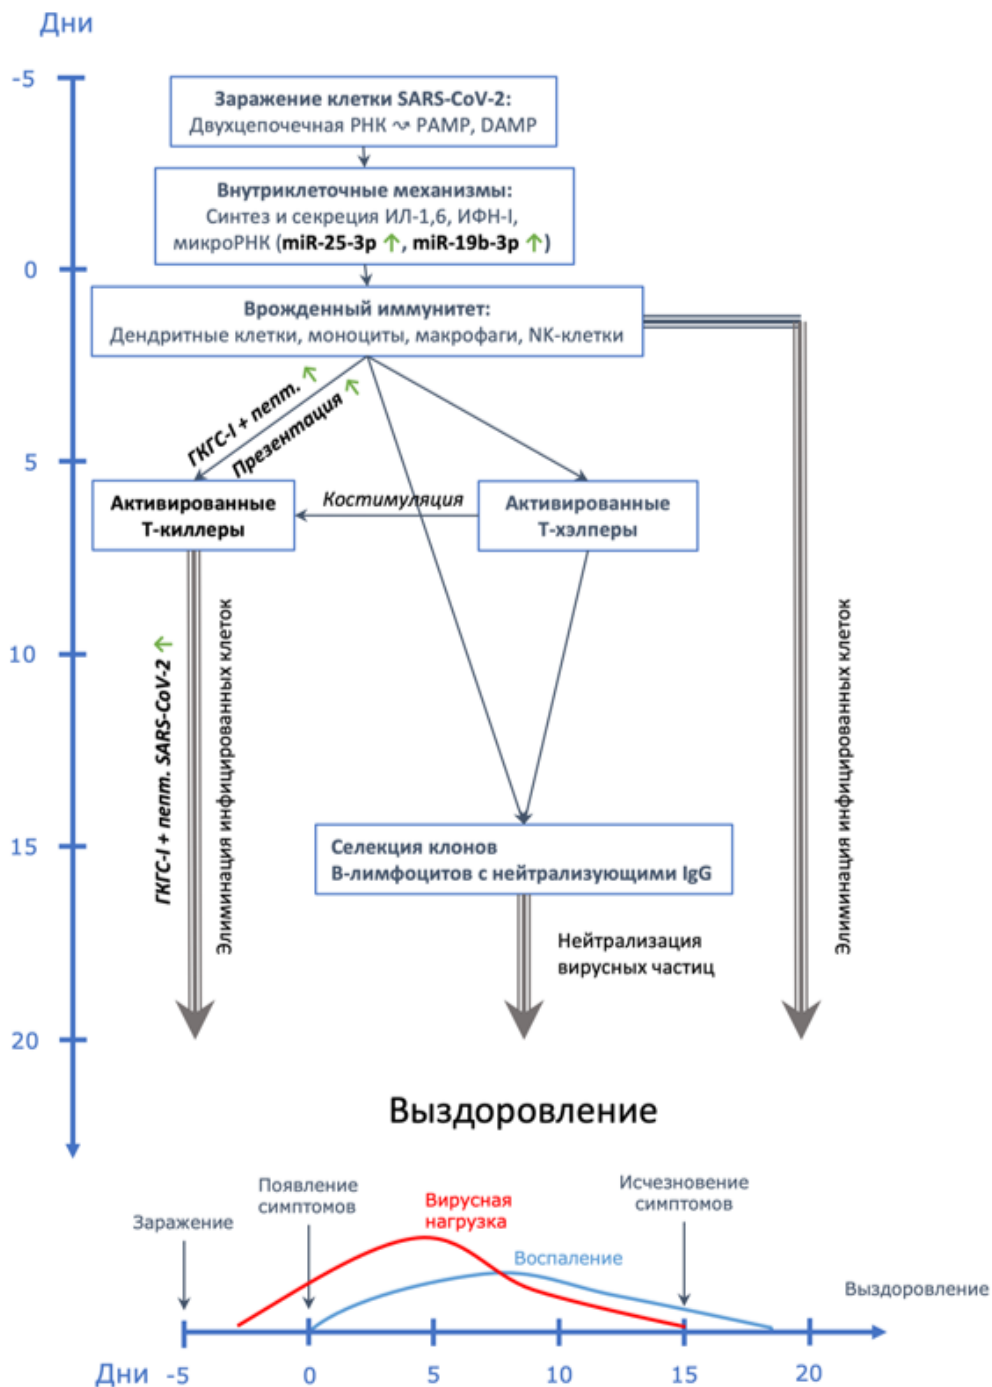 Дни
-5
Заражение клетки SARS-CoV-2:
Двухцепочечная РНК ⤳ PAMP, DAMP
Внутриклеточные механизмы:
Синтез и секреция ИЛ-1,6, ИФН-I,
микроРНК (miR-25-3p ↑, miR-19b-3p ↑)
0
Врожденный иммунитет:
Дендритные клетки, моноциты, макрофаги, NK-клетки
ГКГС-I + пепт. ↑
Презентация ↑
5
Активированные
Т-киллеры
Костимуляция
Активированные
Т-хэлперы
10
ГКГС-I + пепт. SARS-CoV-2 ↑
Элиминация инфицированных клеток
Элиминация инфицированных клеток
15
Селекция клонов
В-лимфоцитов с нейтрализующими IgG
Нейтрализация
вирусных частиц
20
Выздоровление
Заражение
Появление
симптомов
Вирусная
нагрузка
Воспаление
Исчезновение
симптомов
Выздоровление
Дни -5 0 5 10 15 20